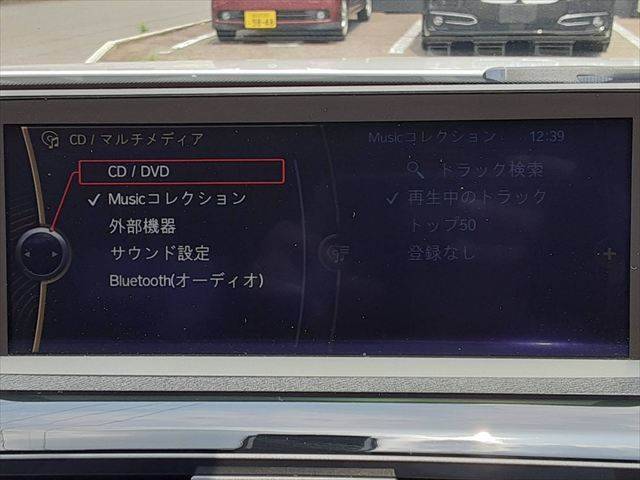 CD / マルチメディア
CD / DVD
Musicコレクション
外部機器
サウンド設定
Bluetooth(オーディオ)
Musicコレクション
12:39
トラック検索
再生中のトラック
トップ50
登録なし
+